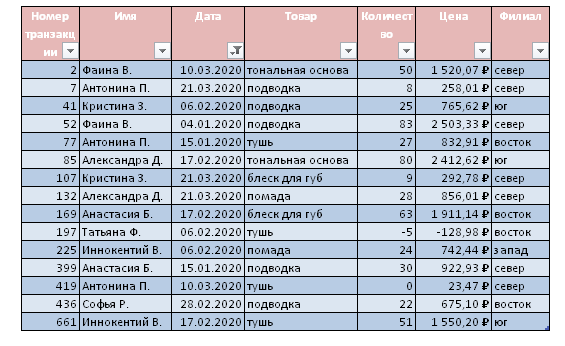 Номер транзакции Имя Дата Товар Количество Цена Филиал
2 Фаина В. 10.03.2020 тональная основа 50 1 520,07 ₽ север
7 Антонина П. 21.03.2020 подводка 8 258,01 ₽ север
41 Кристина З. 06.02.2020 подводка 25 765,62 ₽ юг
52 Фаина В. 04.01.2020 подводка 83 2 503,33 ₽ север
77 Антонина П. 15.01.2020 тушь 27 832,91 ₽ восток
85 Александра Д. 17.02.2020 тональная основа 80 2 412,62 ₽ юг
107 Кристина З. 21.03.2020 блеск для губ 9 292,78 ₽ север
132 Александра Д. 21.03.2020 помада 28 856,01 ₽ север
169 Анастасия Б. 17.02.2020 блеск для губ 63 1 911,14 ₽ восток
197 Татьяна Ф. 06.02.2020 тушь -5 -128,98 ₽ восток
225 Иннокентий В. 06.02.2020 помада 24 742,44 ₽ запад
399 Анастасия Б. 15.01.2020 подводка 30 922,93 ₽ север
419 Антонина П. 10.03.2020 тушь 0 23,47 ₽ север
436 Софья Р. 28.02.2020 подводка 22 675,10 ₽ восток
661 Иннокентий В. 17.02.2020 тушь 51 1 550,20 ₽ юг